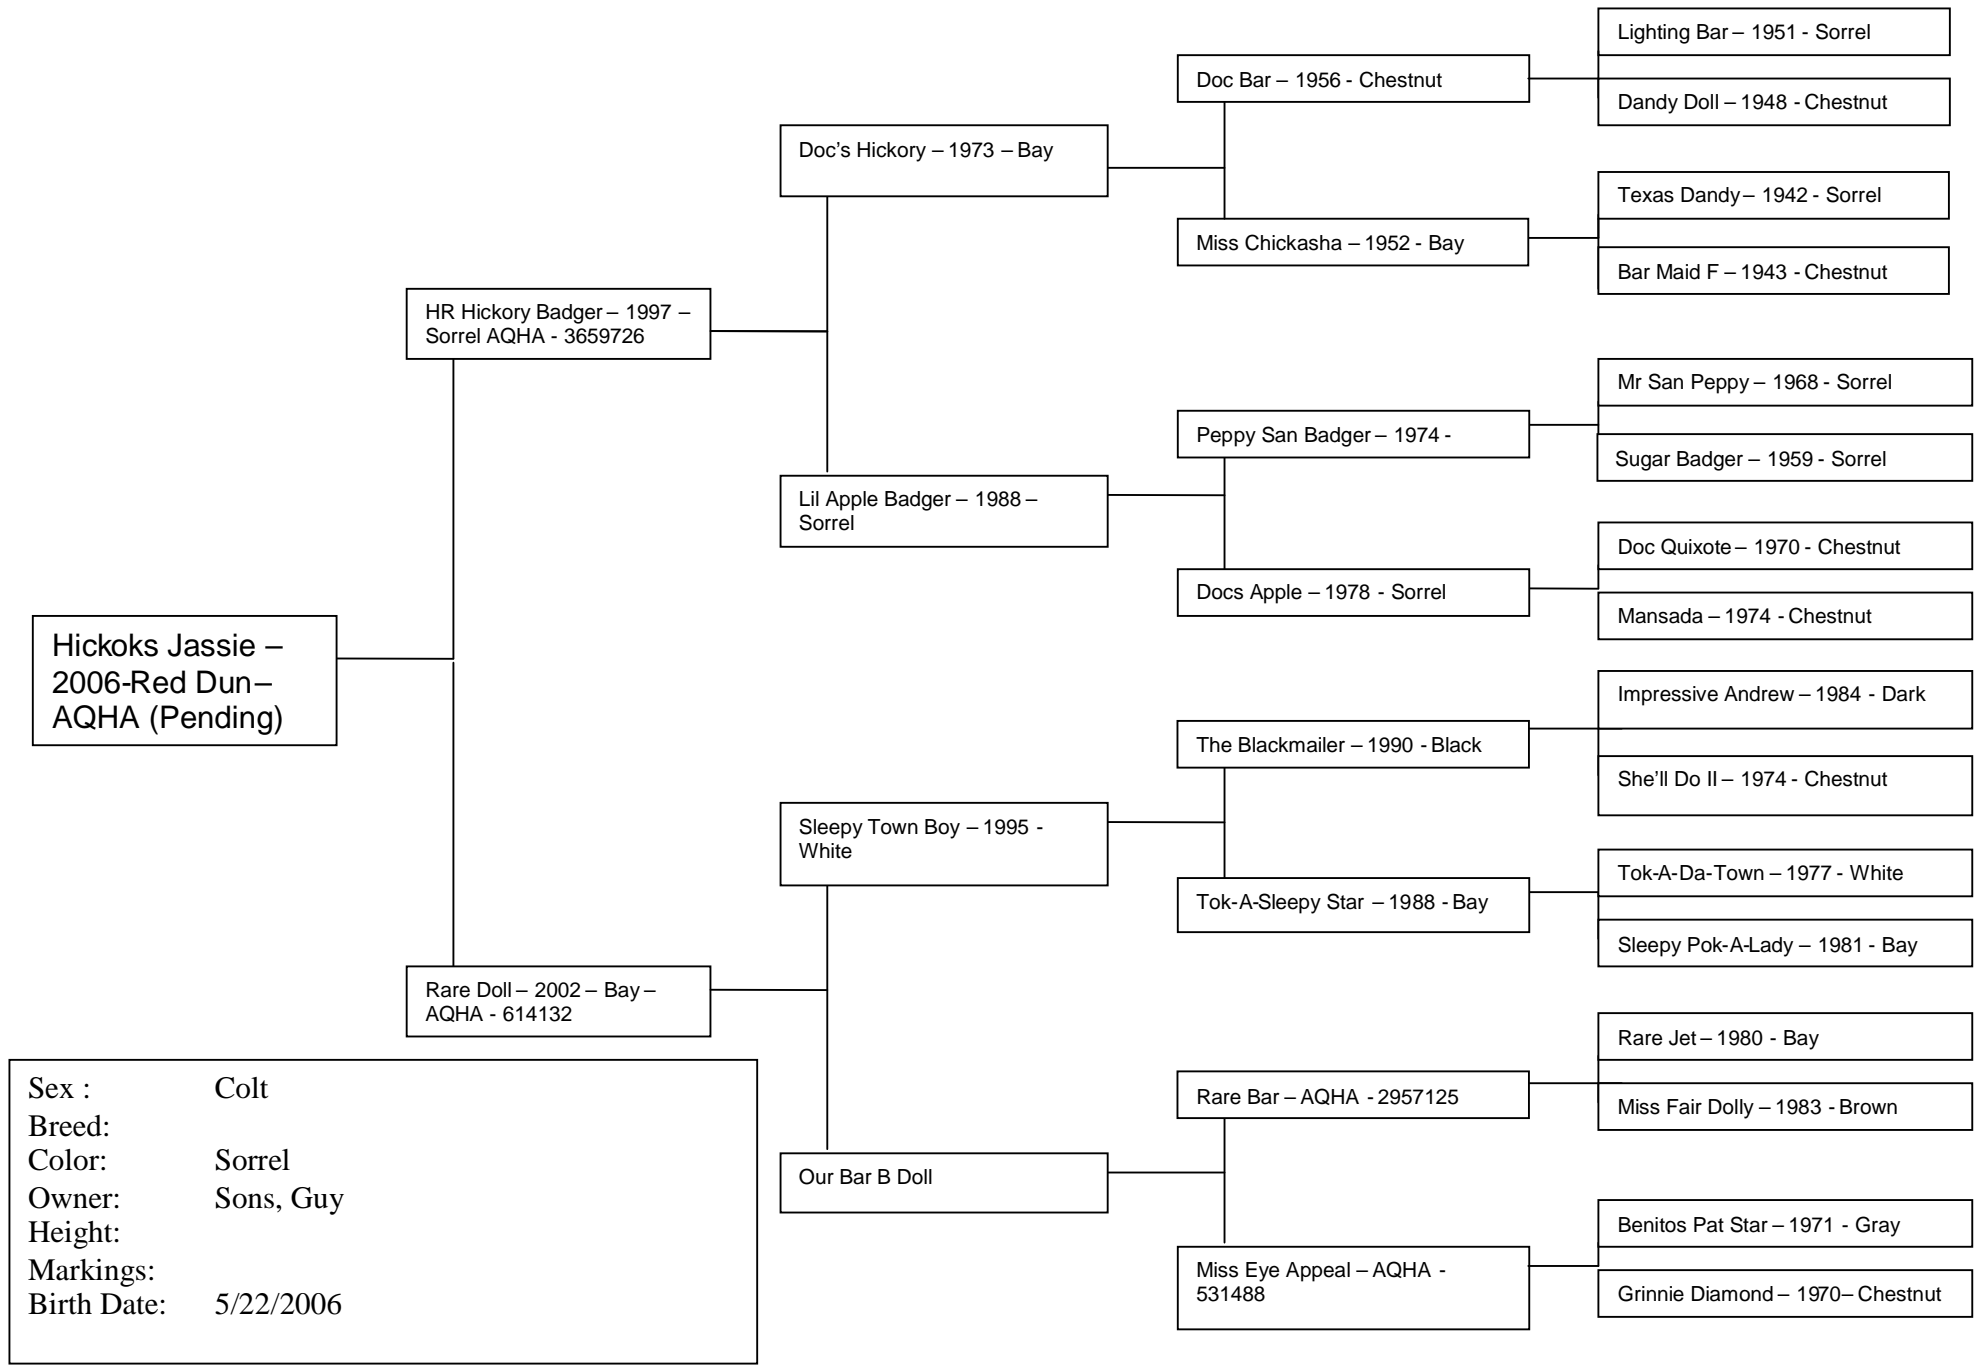 Lighting Bar – 1951 - Sorrel
Doc Bar – 1956 - Chestnut
Dandy Doll – 1948 - Chestnut
Doc's Hickory – 1973 – Bay
Texas Dandy – 1942 - Sorrel
Miss Chickasha – 1952 - Bay
Bar Maid F – 1943 - Chestnut
HR Hickory Badger – 1997 –
Sorrel AQHA - 3659726
Mr San Peppy – 1968 - Sorrel
Peppy San Badger – 1974 -
Sugar Badger – 1959 - Sorrel
Lil Apple Badger – 1988 –
Sorrel
Doc Quixote – 1970 - Chestnut
Docs Apple – 1978 - Sorrel
Mansada – 1974 - Chestnut
Hickoks Jassie –
2006-Red Dun–
AQHA (Pending)
Impressive Andrew – 1984 - Dark
The Blackmailer – 1990 - Black
She'll Do II – 1974 - Chestnut
Sleepy Town Boy – 1995 -
White
Tok-A-Da-Town – 1977 - White
Tok-A-Sleepy Star – 1988 - Bay
Sleepy Pok-A-Lady – 1981 - Bay
Rare Doll – 2002 – Bay –
AQHA - 614132
Rare Jet – 1980 - Bay
Rare Bar – AQHA - 2957125
Miss Fair Dolly – 1983 - Brown
Our Bar B Doll
Benitos Pat Star – 1971 - Gray
Miss Eye Appeal – AQHA -
531488
Grinnie Diamond – 1970– Chestnut
Sex : Colt
Breed:
Color: Sorrel
Owner: Sons, Guy
Height:
Markings:
Birth Date: 5/22/2006